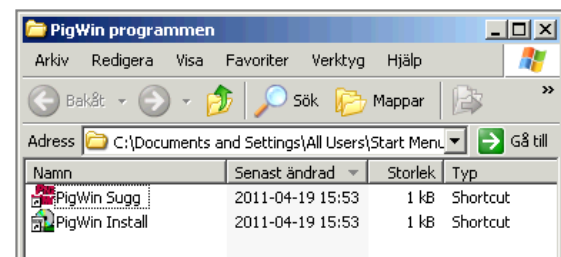 PigWin programmen
Arkiv Redigera Visa Favoriter Verktyg Hjälp
Bakåt Sök Mappar »
Adress C:\Documents and Settings\All Users\Start Menu Gå till
Namn Senast ändrad Storlek Typ
PigWin Sugg 2011-04-19 15:53 1 kB Shortcut
PigWin Install 2011-04-19 15:53 1 kB Shortcut